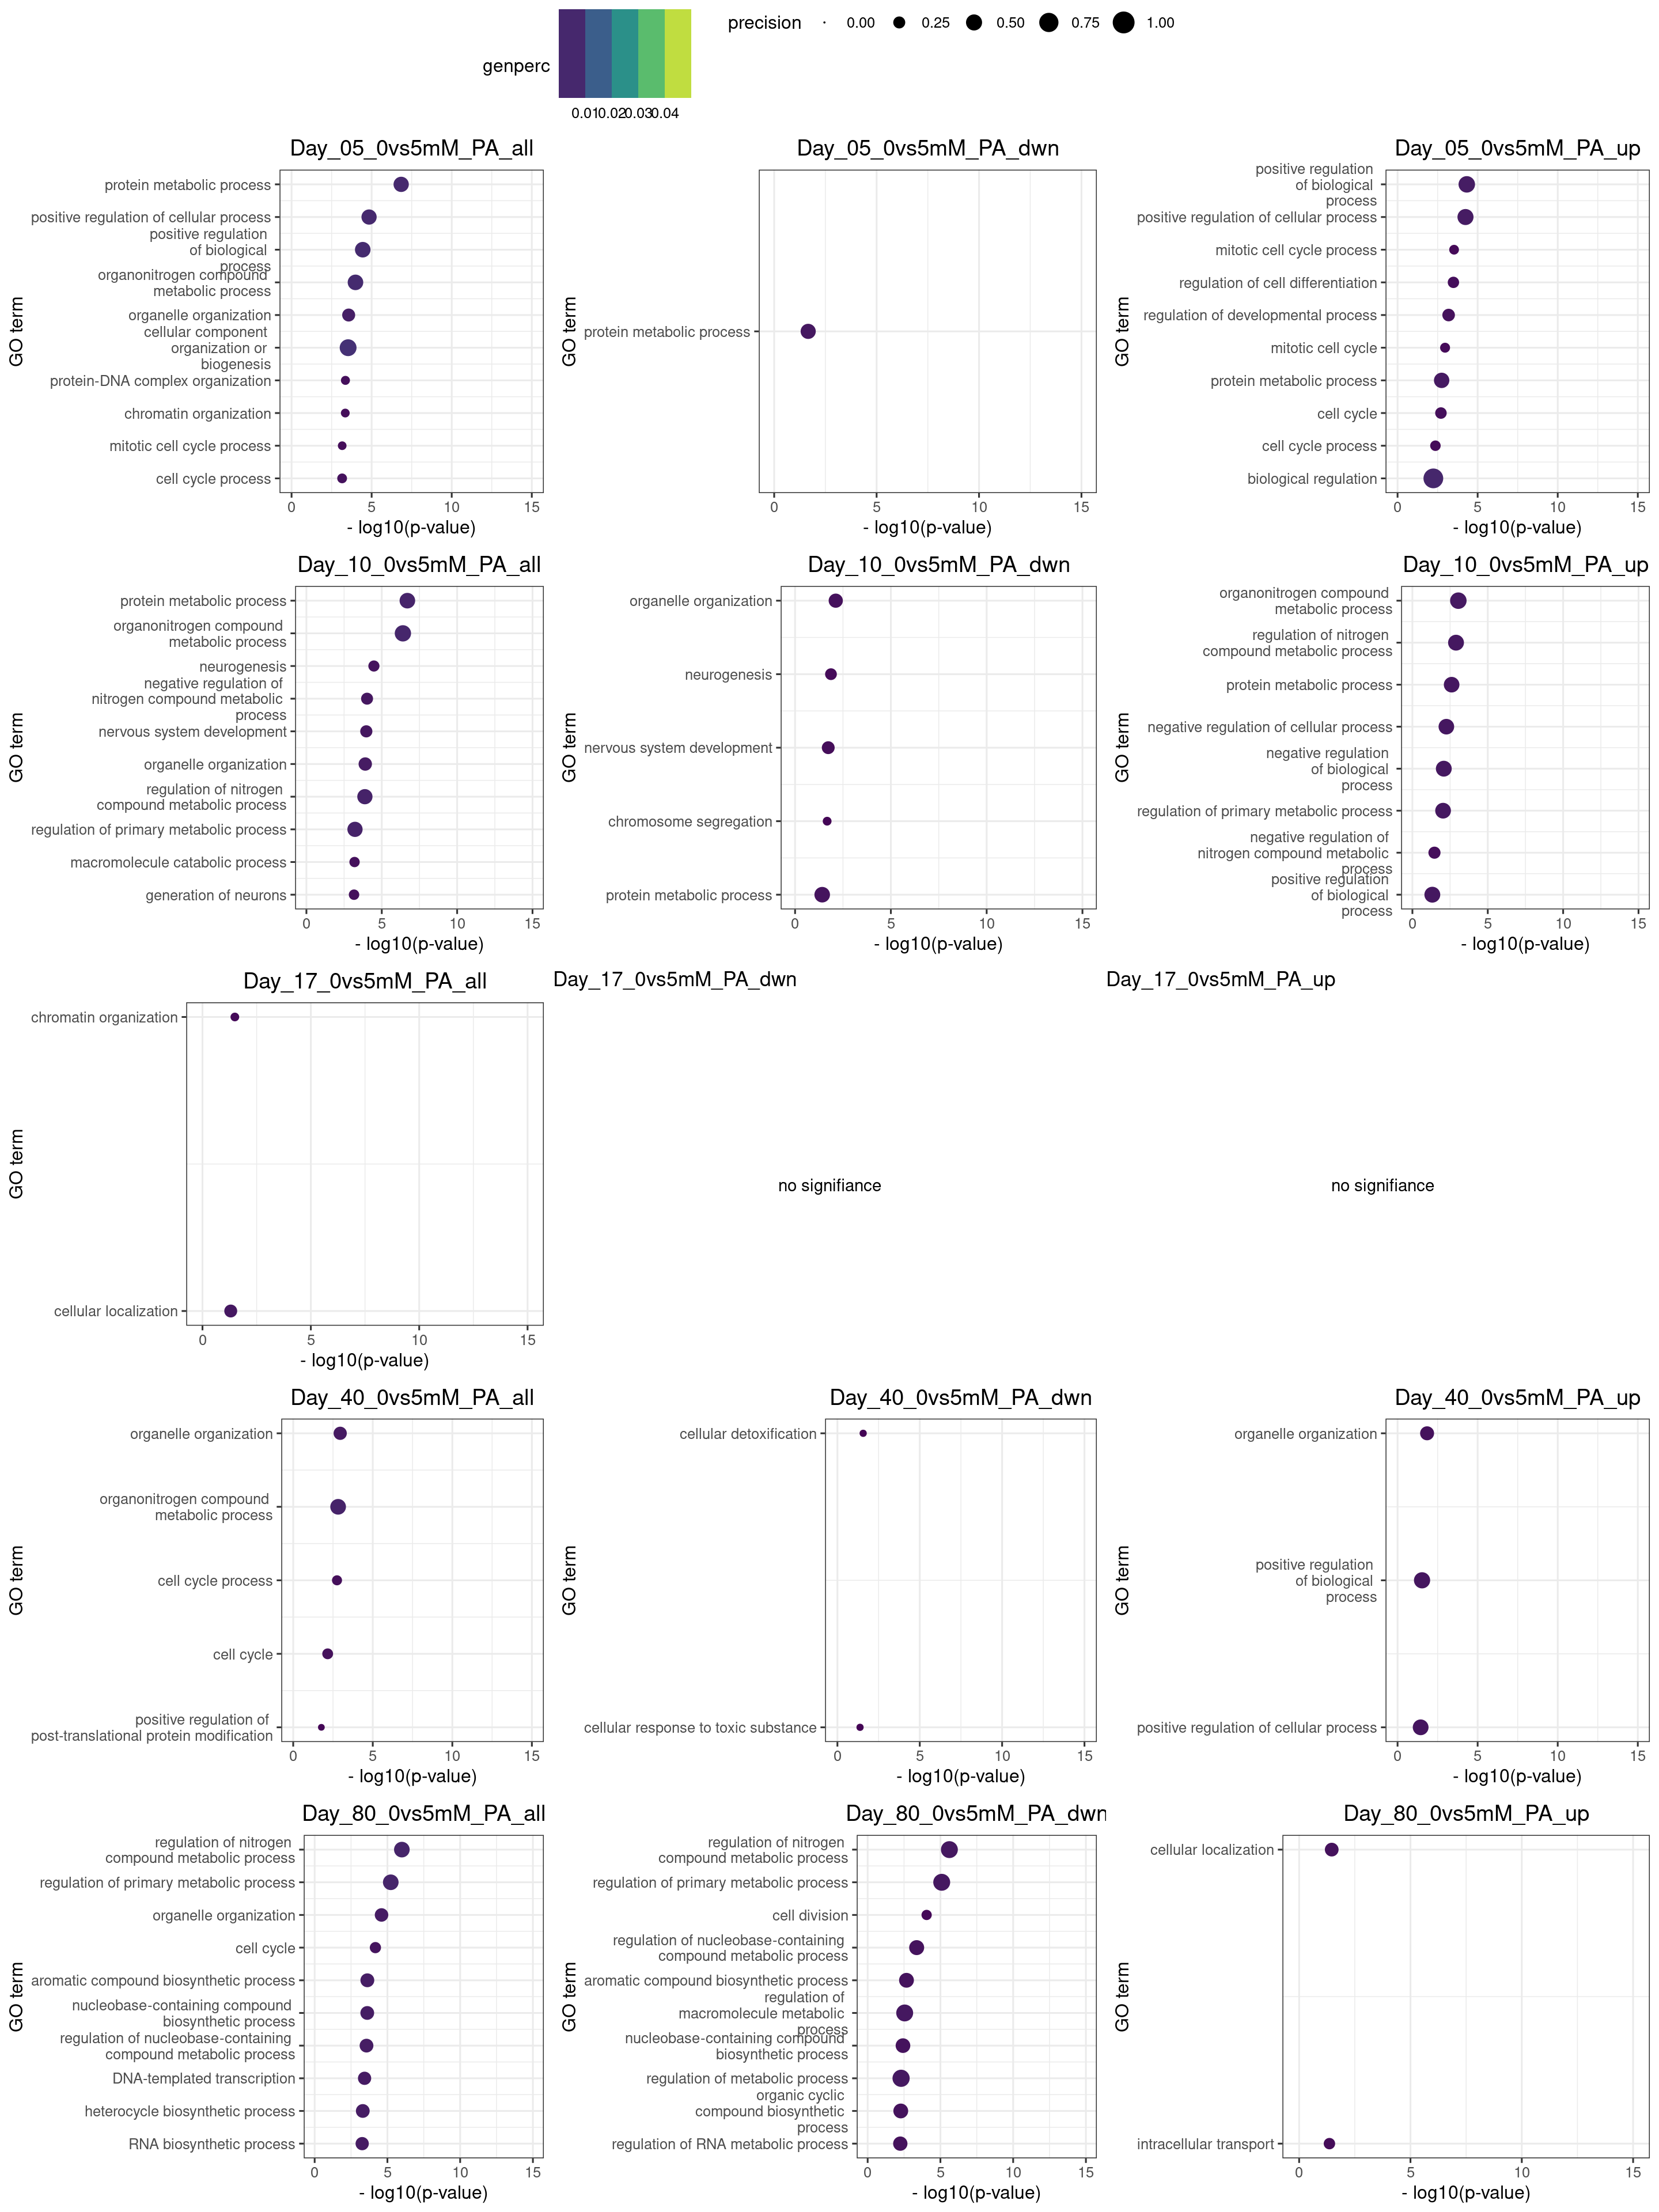 precision 0.00 0.25 0.50 0.75 1.00
genperc
0.01 0.02 0.03 0.04
Day_05_0vs5mM_PA_all
GO term
protein metabolic process
positive regulation of cellular process
positive regulation
of biological
process
organonitrogen compound
metabolic process
organelle organization
cellular component
organization or
biogenesis
protein-DNA complex organization
chromatin organization
mitotic cell cycle process
cell cycle process
0 5 10 15
- log10(p-value)
Day_05_0vs5mM_PA_dwn
GO term
protein metabolic process
0 5 10 15
- log10(p-value)
Day_05_0vs5mM_PA_up
GO term
positive regulation
of biological
process
positive regulation of cellular process
mitotic cell cycle process
regulation of cell differentiation
regulation of developmental process
mitotic cell cycle
protein metabolic process
cell cycle
cell cycle process
biological regulation
0 5 10 15
- log10(p-value)
Day_10_0vs5mM_PA_all
GO term
protein metabolic process
organonitrogen compound
metabolic process
neurogenesis
negative regulation of
nitrogen compound metabolic
process
nervous system development
organelle organization
regulation of nitrogen
compound metabolic process
regulation of primary metabolic process
macromolecule catabolic process
generation of neurons
0 5 10 15
- log10(p-value)
Day_10_0vs5mM_PA_dwn
GO term
organelle organization
neurogenesis
nervous system development
chromosome segregation
protein metabolic process
0 5 10 15
- log10(p-value)
Day_10_0vs5mM_PA_up
GO term
organonitrogen compound
metabolic process
regulation of nitrogen
compound metabolic process
protein metabolic process
negative regulation of cellular process
negative regulation
of biological
process
regulation of primary metabolic process
negative regulation of
nitrogen compound metabolic
process
positive regulation
of biological
process
0 5 10 15
- log10(p-value)
Day_17_0vs5mM_PA_all
GO term
chromatin organization
cellular localization
0 5 10 15
- log10(p-value)
Day_17_0vs5mM_PA_dwn
no signifiance
Day_17_0vs5mM_PA_up
no signifiance
Day_40_0vs5mM_PA_all
GO term
organelle organization
organonitrogen compound
metabolic process
cell cycle process
cell cycle
positive regulation of
post-translational protein modification
0 5 10 15
- log10(p-value)
Day_40_0vs5mM_PA_dwn
GO term
cellular detoxification
cellular response to toxic substance
0 5 10 15
- log10(p-value)
Day_40_0vs5mM_PA_up
GO term
organelle organization
positive regulation
of biological
process
positive regulation of cellular process
0 5 10 15
- log10(p-value)
Day_80_0vs5mM_PA_all
GO term
regulation of nitrogen
compound metabolic process
regulation of primary metabolic process
organelle organization
cell cycle
aromatic compound biosynthetic process
nucleobase-containing compound
biosynthetic process
regulation of nucleobase-containing
compound metabolic process
DNA-templated transcription
heterocycle biosynthetic process
RNA biosynthetic process
0 5 10 15
- log10(p-value)
Day_80_0vs5mM_PA_dwn
GO term
regulation of nitrogen
compound metabolic process
regulation of primary metabolic process
cell division
regulation of nucleobase-containing
compound metabolic process
aromatic compound biosynthetic process
regulation of
macromolecule metabolic
process
nucleobase-containing compound
biosynthetic process
regulation of metabolic process
organic cyclic
compound biosynthetic
process
regulation of RNA metabolic process
0 5 10 15
- log10(p-value)
Day_80_0vs5mM_PA_up
GO term
cellular localization
intracellular transport
0 5 10 15
- log10(p-value)